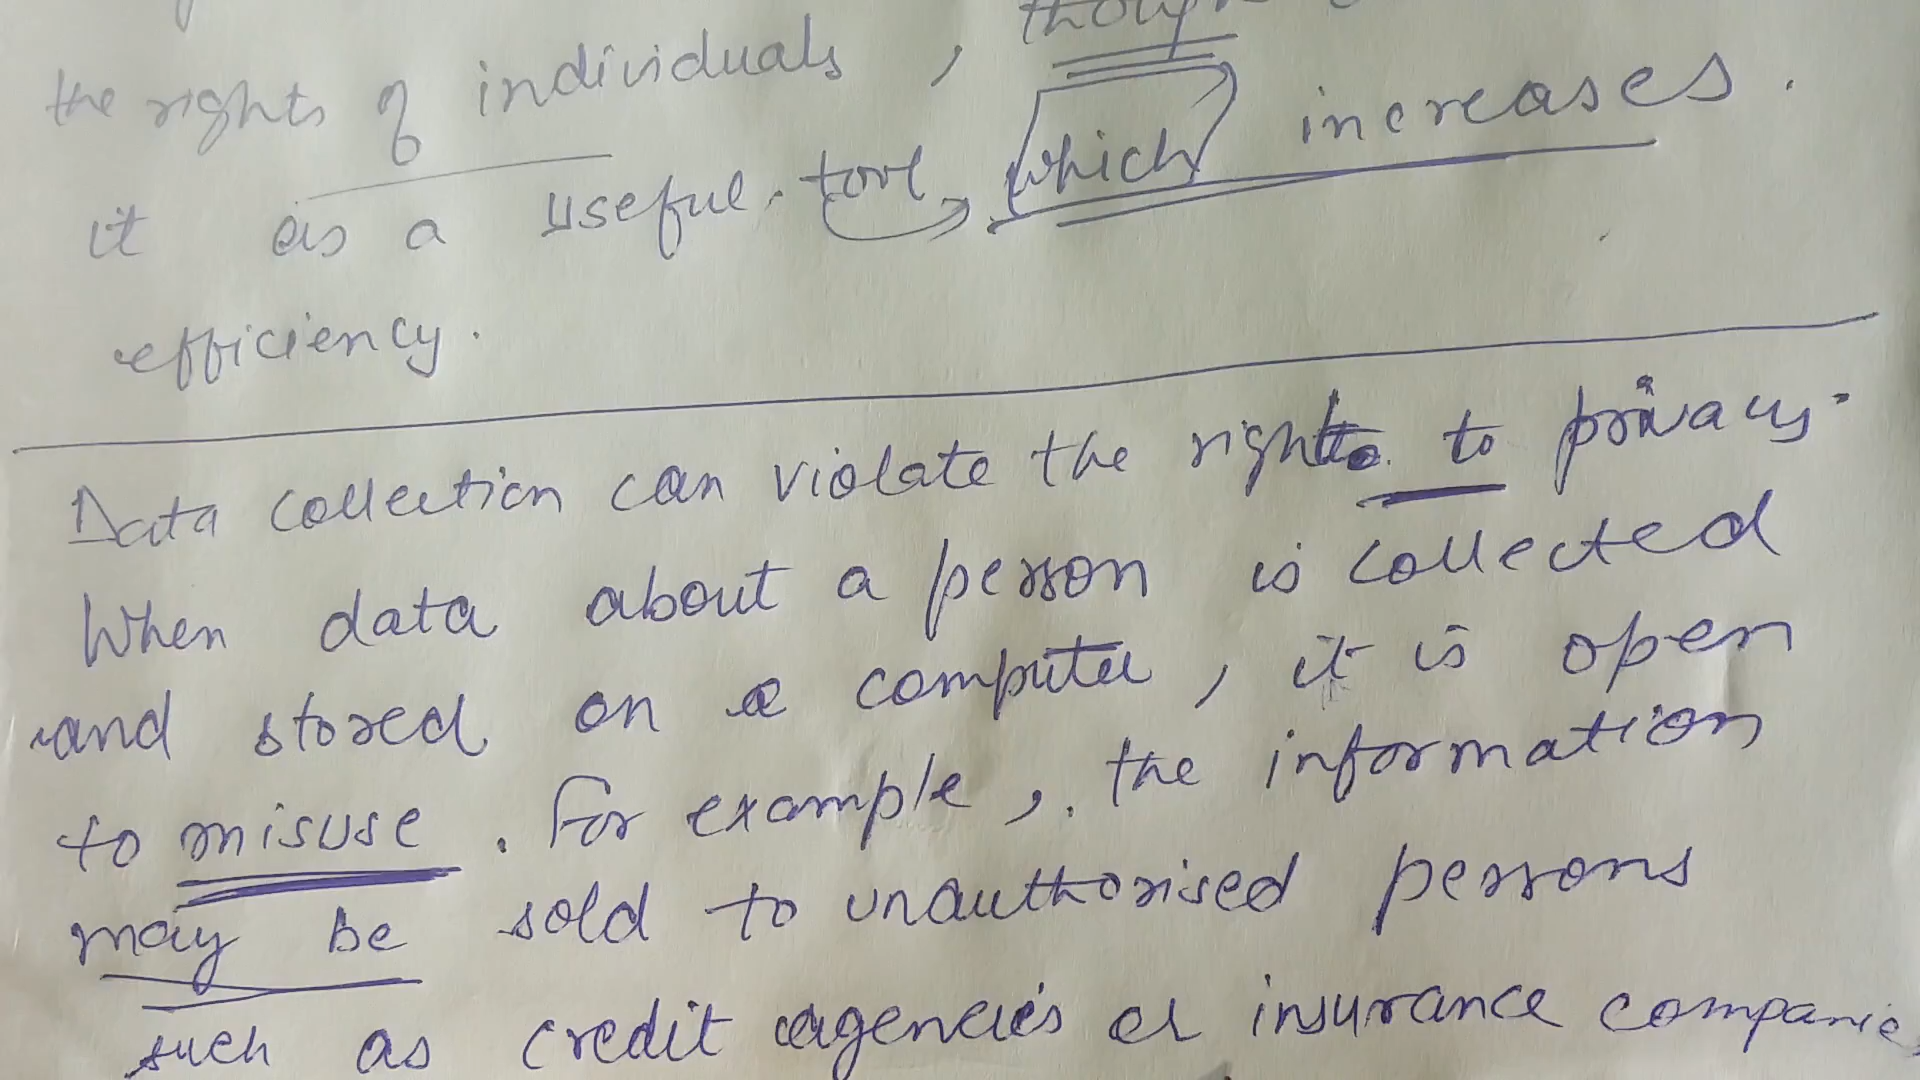 the rights of individuals,
it as a useful tool which increases.
efficiency.
Data collection can violate the right to privacy.
When data about a person is collected
and stored on a computer, it is open
to misuse. For example, the information
may be sold to unauthorised persons
such as credit agencies or insurance companie